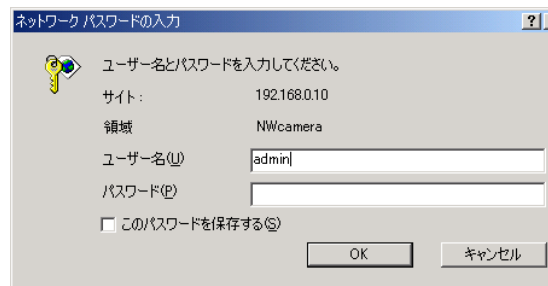 ネットワーク パスワードの入力
?
ユーザー名とパスワードを入力してください。
サイト： 192.168.0.10
領域 NWcamera
ユーザー名(U) admin
パスワード(P)
このパスワードを保存する(S)
OK キャンセル